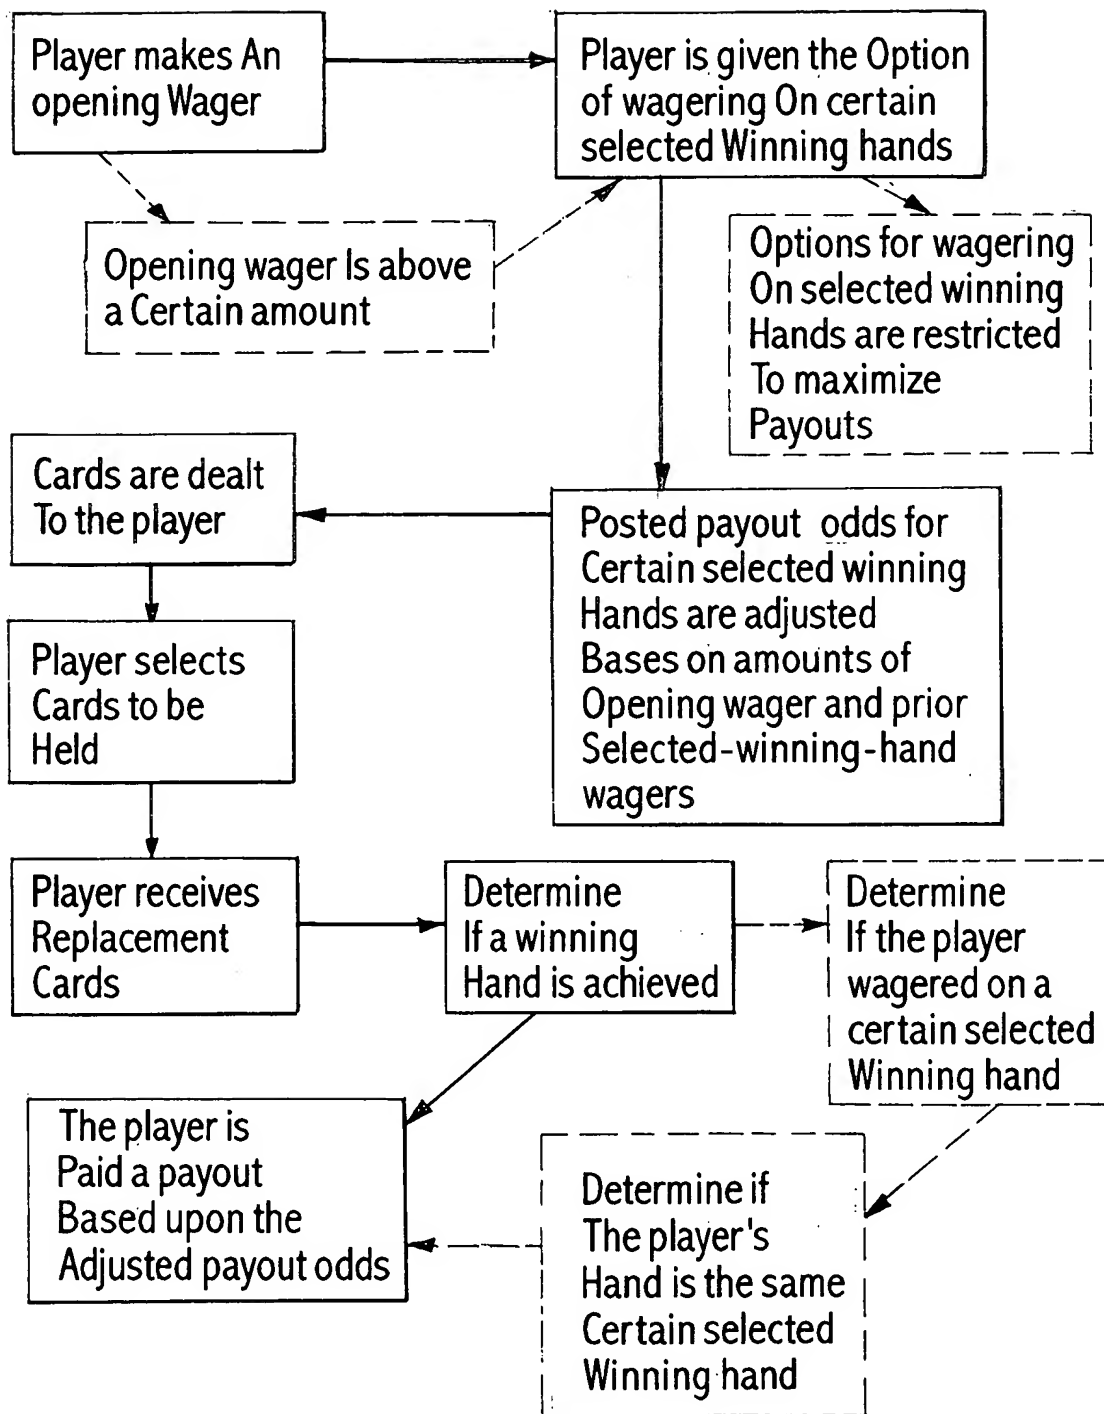 Player makes An
opening Wager
Player is given the Option
of wagering On certain
selected Winning hands
Opening wager Is above
a Certain amount
Options for wagering
On selected winning
Hands are restricted
To maximize
Payouts
Cards are dealt
To the player
Posted payout odds for
Certain selected winning
Hands are adjusted
Bases on amounts of
Opening wager and prior
Selected-winning-hand
wagers
Player selects
Cards to be
Held
Player receives
Replacement
Cards
Determine
If a winning
Hand is achieved
Determine
If the player
wagered on a
certain selected
Winning hand
The player is
Paid a payout
Based upon the
Adjusted payout odds
Determine if
The player's
Hand is the same
Certain selected
Winning hand